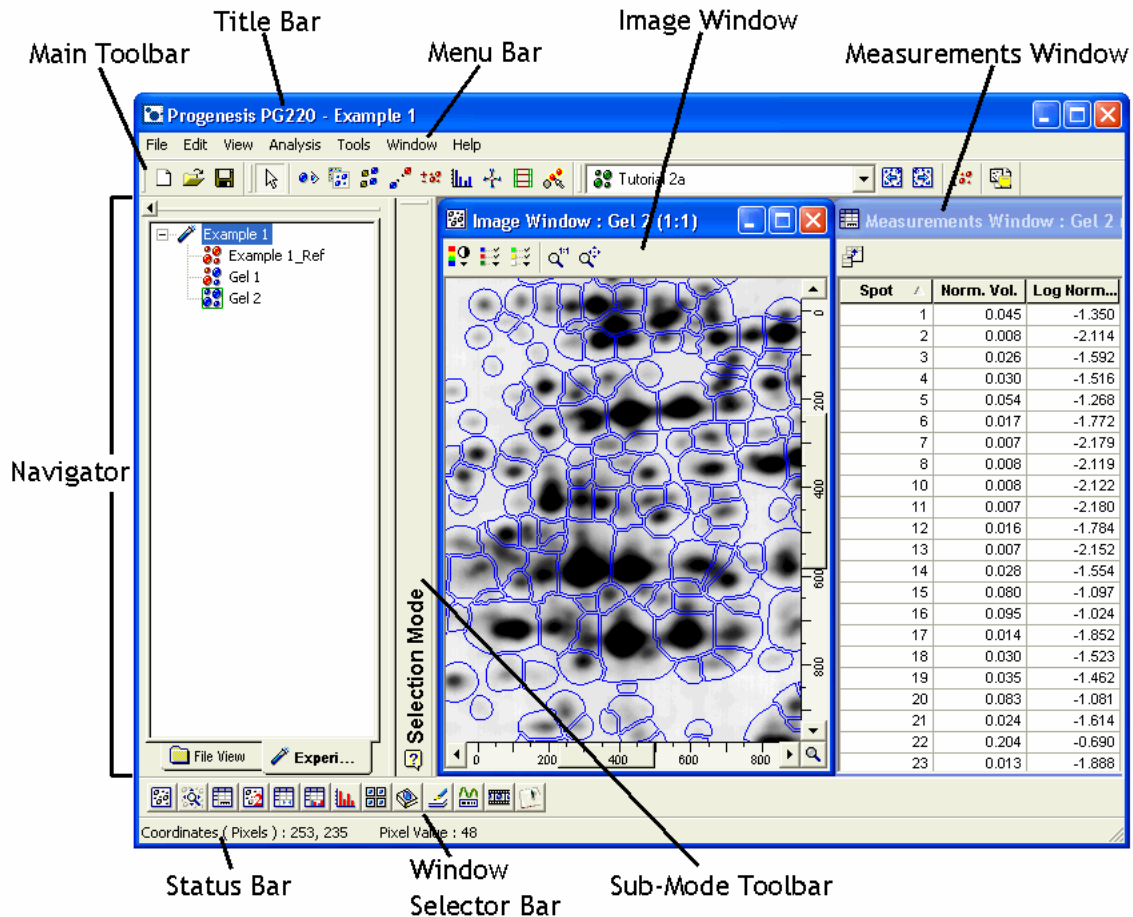 Title Bar
Image Window
Main Toolbar
Menu Bar
Measurements Window
Progenesis PG220 - Example 1
File Edit View Analysis Tools Window Help
Tutorial 2a
Navigator
Example 1
Example 1_Ref
Gel 1
Gel 2
File View
Experi...
Selection Mode
Image Window : Gel 2 (1:1)
0
200
400
600
800
0 200 400 600 800
Measurements Window : Gel 2
Spot / Norm. Vol. Log Norm...
1 0.045 -1.350
2 0.008 -2.114
3 0.026 -1.592
4 0.030 -1.516
5 0.054 -1.268
6 0.017 -1.772
7 0.007 -2.179
8 0.008 -2.119
10 0.008 -2.122
11 0.007 -2.180
12 0.016 -1.784
13 0.007 -2.152
14 0.028 -1.554
15 0.080 -1.097
16 0.095 -1.024
17 0.014 -1.852
18 0.030 -1.523
19 0.035 -1.462
20 0.083 -1.081
21 0.024 -1.614
22 0.204 -0.690
23 0.013 -1.888
Coordinates ( Pixels ) : 253, 235 Pixel Value : 48
Status Bar
Window
Selector Bar
Sub-Mode Toolbar